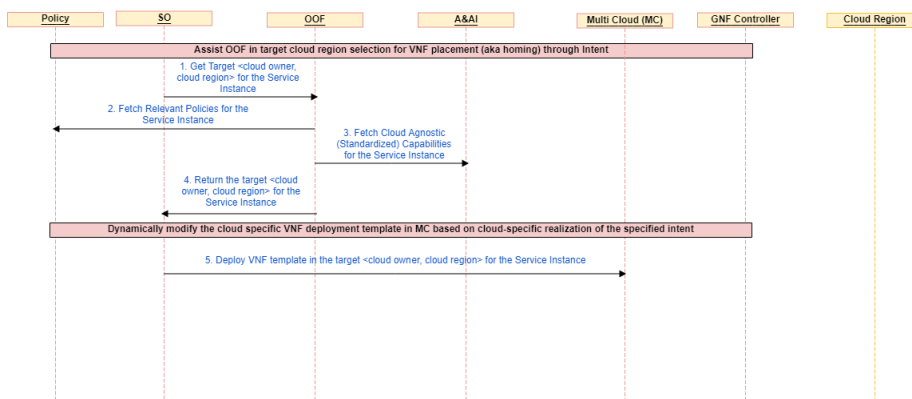 Policy
SO
OOF
A&AI
Multi Cloud (MC)
GNF Controller
Cloud Region
Assist OOF in target cloud region selection for VNF placement (aka homing) through Intent
1. Get Target <cloud owner,
cloud region> for the Service
Instance
2. Fetch Relevant Policies for the
Service Instance
3. Fetch Cloud Agnostic
(Standardized) Capabilities
for the Service Instance
4. Return the target <cloud
owner, cloud region> for the
Service Instance
Dynamically modify the cloud specific VNF deployment template in MC based on cloud-specific realization of the specified intent
5. Deploy VNF template in the target <cloud owner, cloud region> for the Service Instance